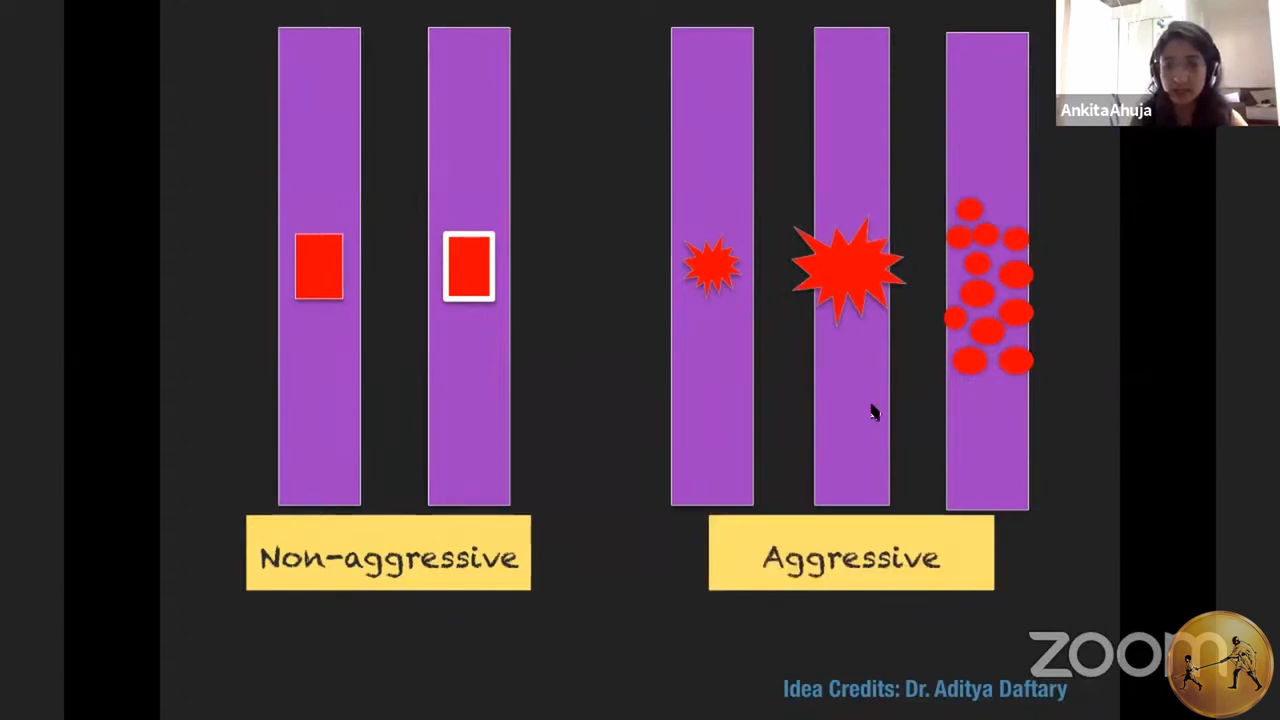 AnkitaAhuja
Non-aggressive
Aggressive
zoom
Idea Credits: Dr. Aditya Daftary